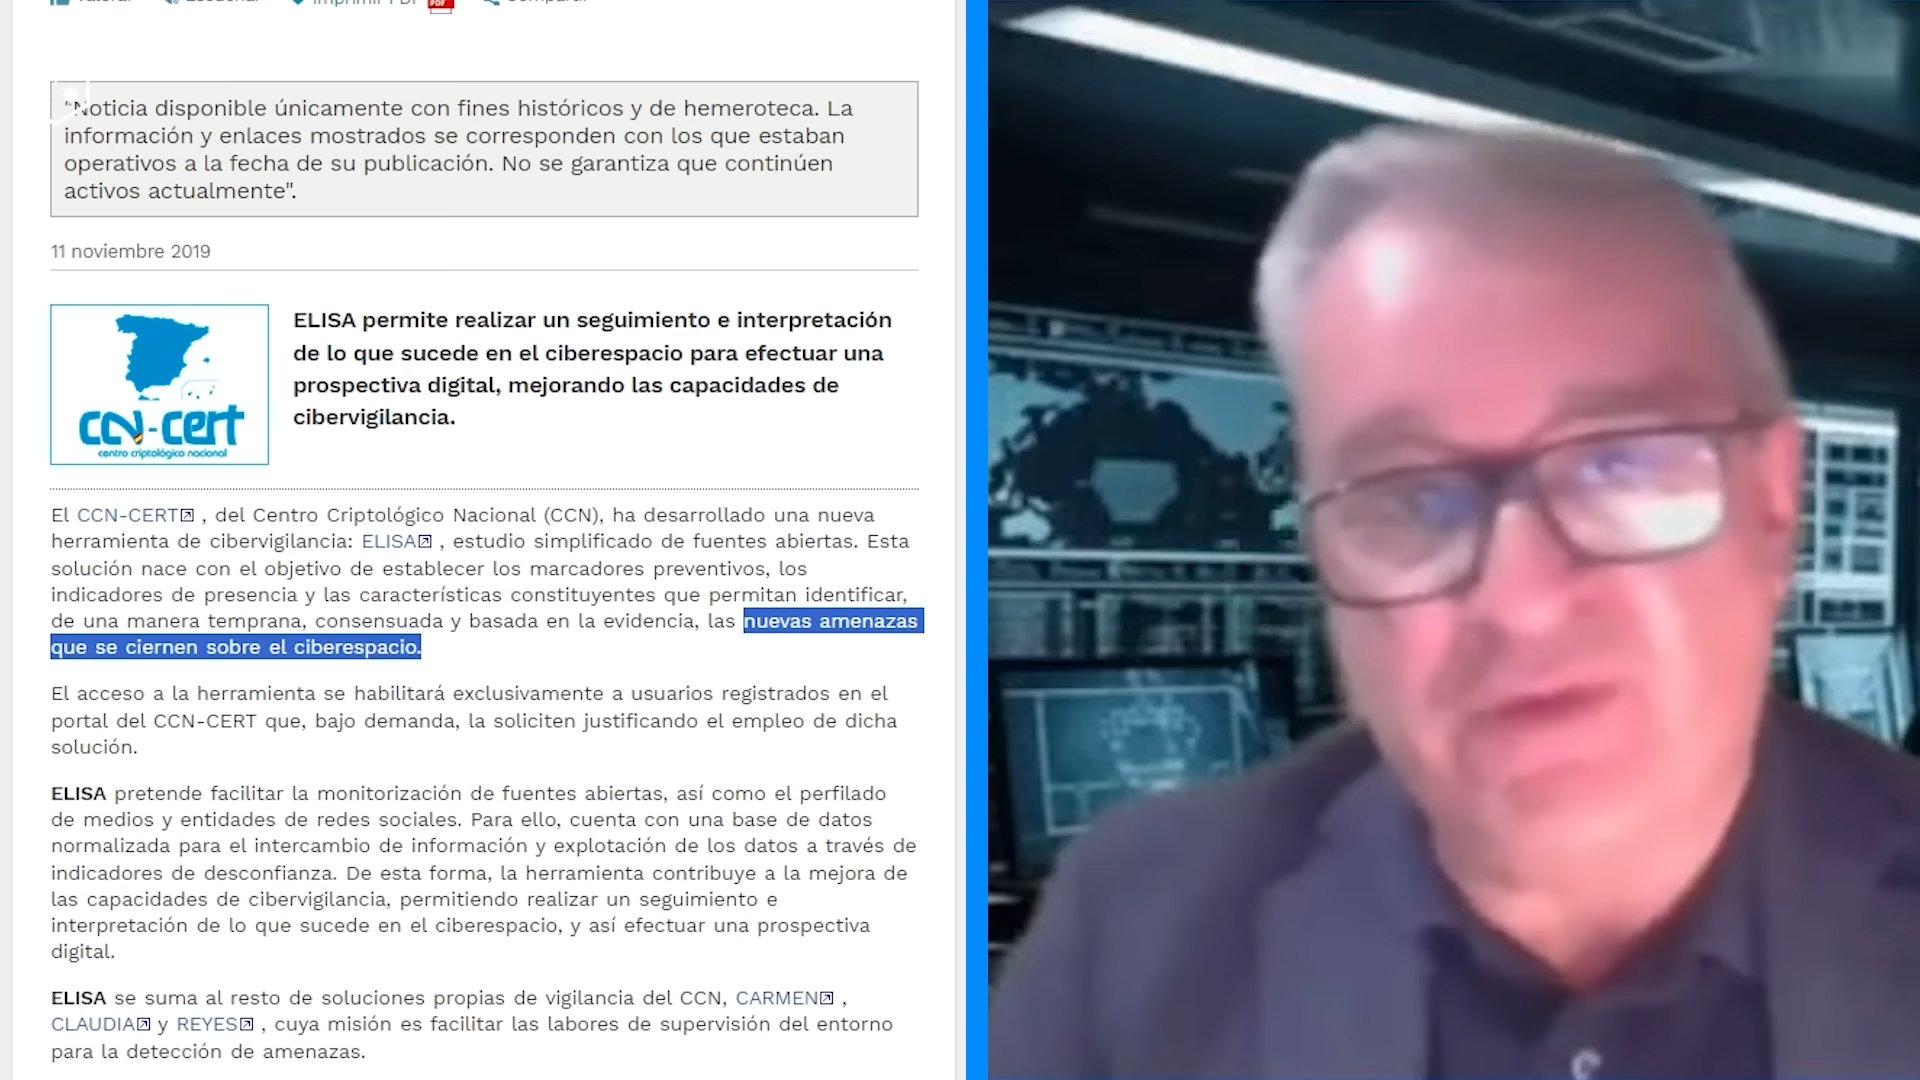 Valorar Escuchar Imprimir PDF PDF Compartir
"Noticia disponible únicamente con fines históricos y de hemeroteca. La
información y enlaces mostrados se corresponden con los que estaban
operativos a la fecha de su publicación. No se garantiza que continúen
activos actualmente".
11 noviembre 2019
ccn-cert
centro criptológico nacional
ELISA permite realizar un seguimiento e interpretación
de lo que sucede en el ciberespacio para efectuar una
prospectiva digital, mejorando las capacidades de
cibervigilancia.
El CCN-CERT , del Centro Criptológico Nacional (CCN), ha desarrollado una nueva
herramienta de cibervigilancia: ELISA , estudio simplificado de fuentes abiertas. Esta
solución nace con el objetivo de establecer los marcadores preventivos, los
indicadores de presencia y las características constituyentes que permitan identificar,
de una manera temprana, consensuada y basada en la evidencia, las nuevas amenazas
que se ciernen sobre el ciberespacio.
El acceso a la herramienta se habilitará exclusivamente a usuarios registrados en el
portal del CCN-CERT que, bajo demanda, la soliciten justificando el empleo de dicha
solución.
ELISA pretende facilitar la monitorización de fuentes abiertas, así como el perfilado
de medios y entidades de redes sociales. Para ello, cuenta con una base de datos
normalizada para el intercambio de información y explotación de los datos a través de
indicadores de desconfianza. De esta forma, la herramienta contribuye a la mejora de
las capacidades de cibervigilancia, permitiendo realizar un seguimiento e
interpretación de lo que sucede en el ciberespacio, y así efectuar una prospectiva
digital.
ELISA se suma al resto de soluciones propias de vigilancia del CCN, CARMEN ,
CLAUDIA y REYES , cuya misión es facilitar las labores de supervisión del entorno
para la detección de amenazas.